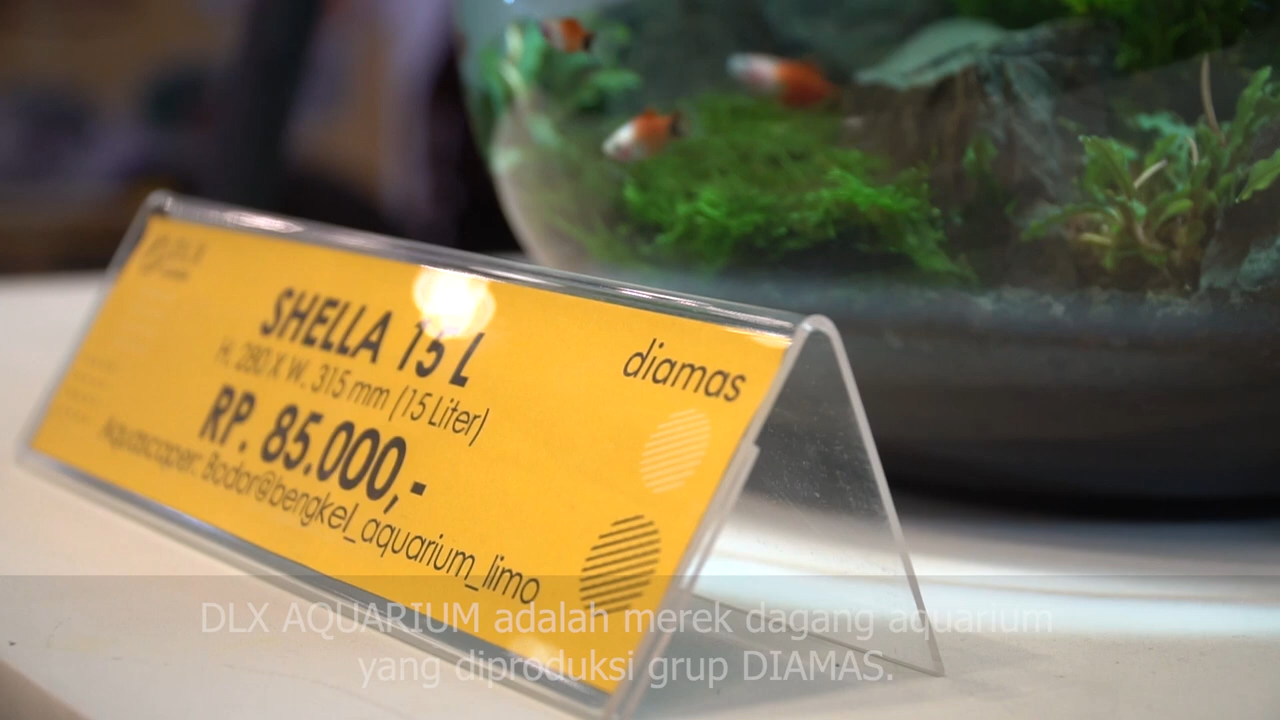 DLX
SHELLA 15 L
H. 280 X W. 315 mm (15 Liter)
RP. 85.000,-
Aquascaper: Bodor@bengkel_aquarium_limo
diamas
DLX AQUARIUM adalah merek dagang aquarium
yang diproduksi grup DIAMAS.